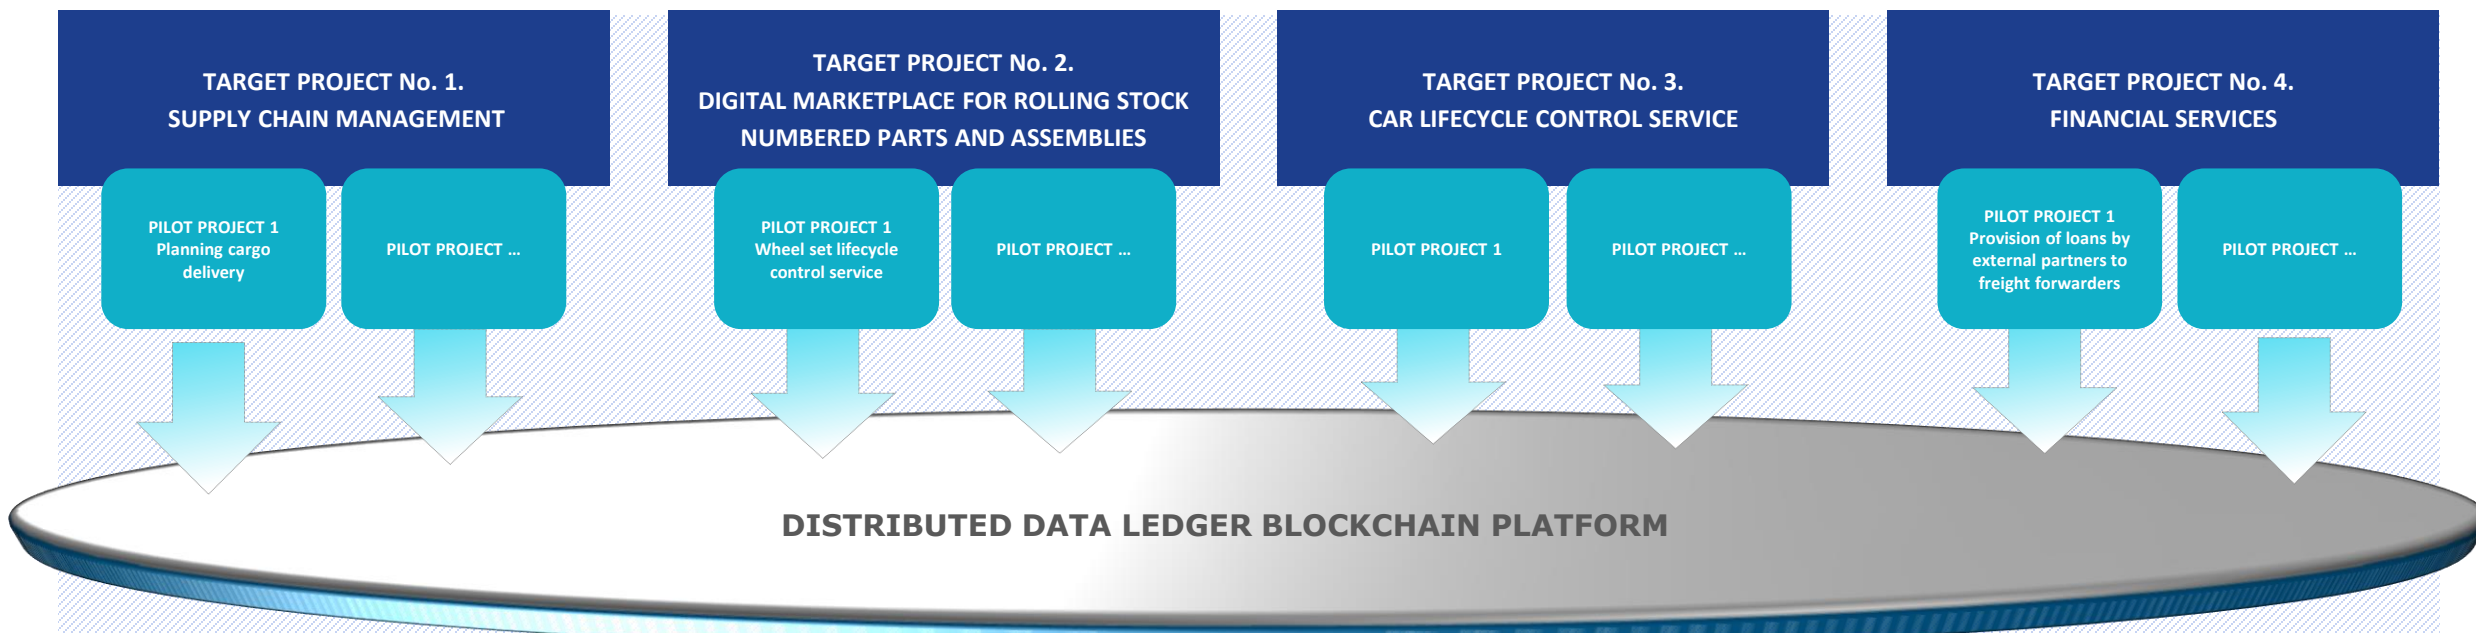 TARGET PROJECT No. 1.
SUPPLY CHAIN MANAGEMENT
PILOT PROJECT 1
Planning cargo
delivery
PILOT PROJECT ...
TARGET PROJECT No. 2.
DIGITAL MARKETPLACE FOR ROLLING STOCK
NUMBERED PARTS AND ASSEMBLIES
PILOT PROJECT 1
Wheel set lifecycle
control service
PILOT PROJECT ...
TARGET PROJECT No. 3.
CAR LIFECYCLE CONTROL SERVICE
PILOT PROJECT 1
PILOT PROJECT ...
TARGET PROJECT No. 4.
FINANCIAL SERVICES
PILOT PROJECT 1
Provision of loans by
external partners to
freight forwarders
PILOT PROJECT ...
DISTRIBUTED DATA LEDGER BLOCKCHAIN PLATFORM